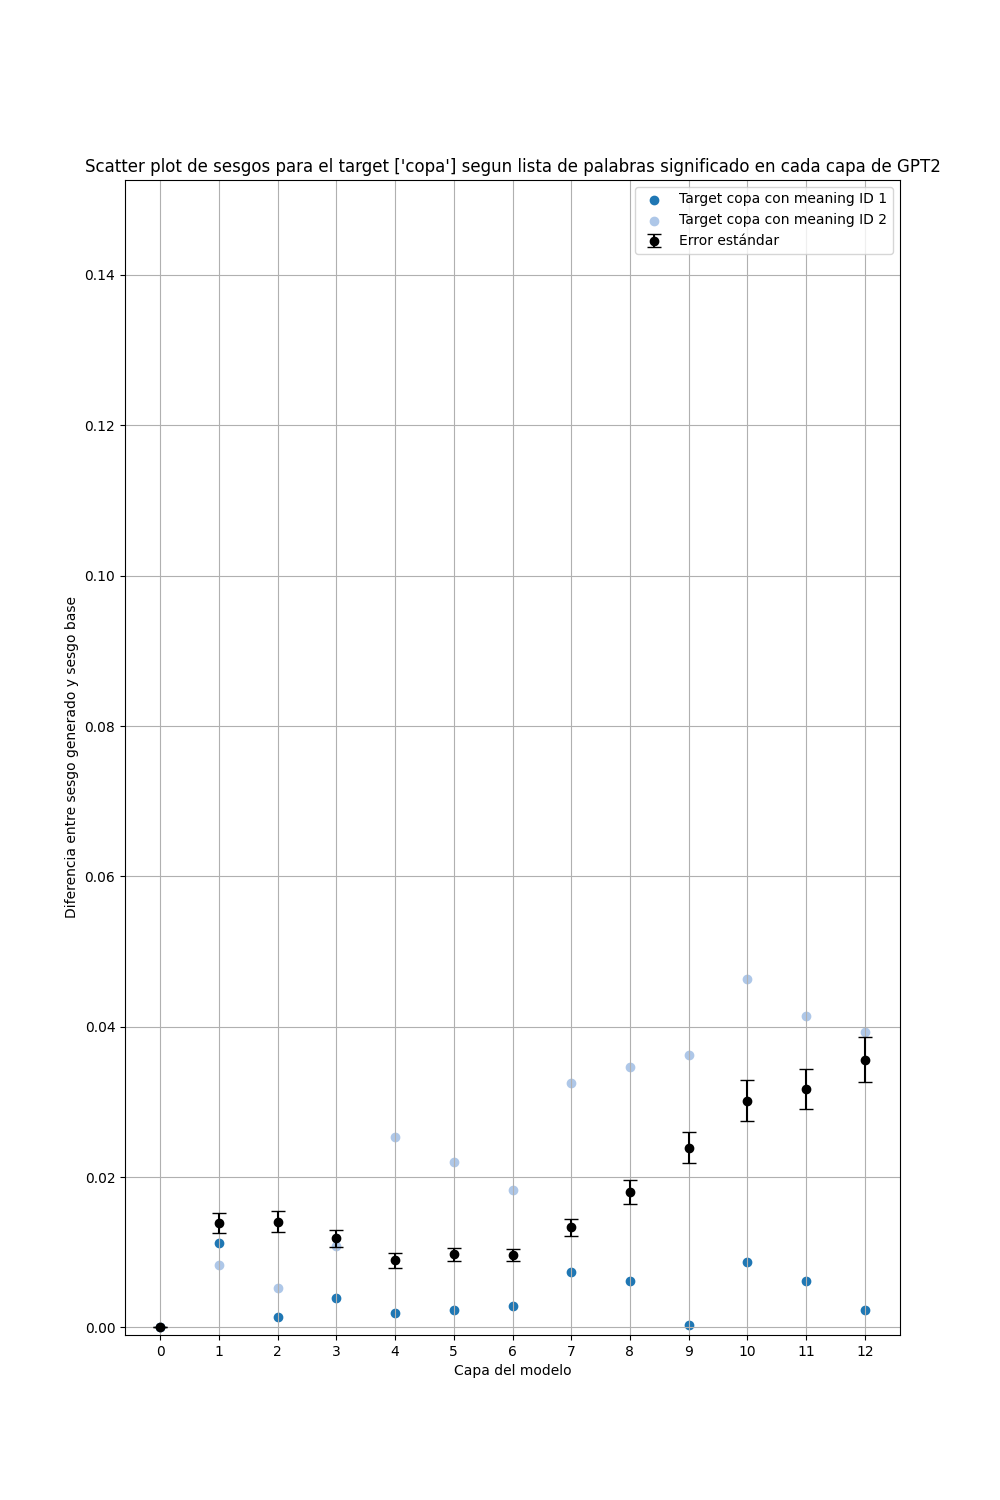 Scatter plot de sesgos para el target ['copa'] segun lista de palabras significado en cada capa de GPT2
Target copa con meaning ID 1
Target copa con meaning ID 2
Error estándar
Diferencia entre sesgo generado y sesgo base
0.14
0.12
0.10
0.08
0.06
0.04
0.02
0.00
0 1 2 3 4 5 6 7 8 9 10 11 12
Capa del modelo